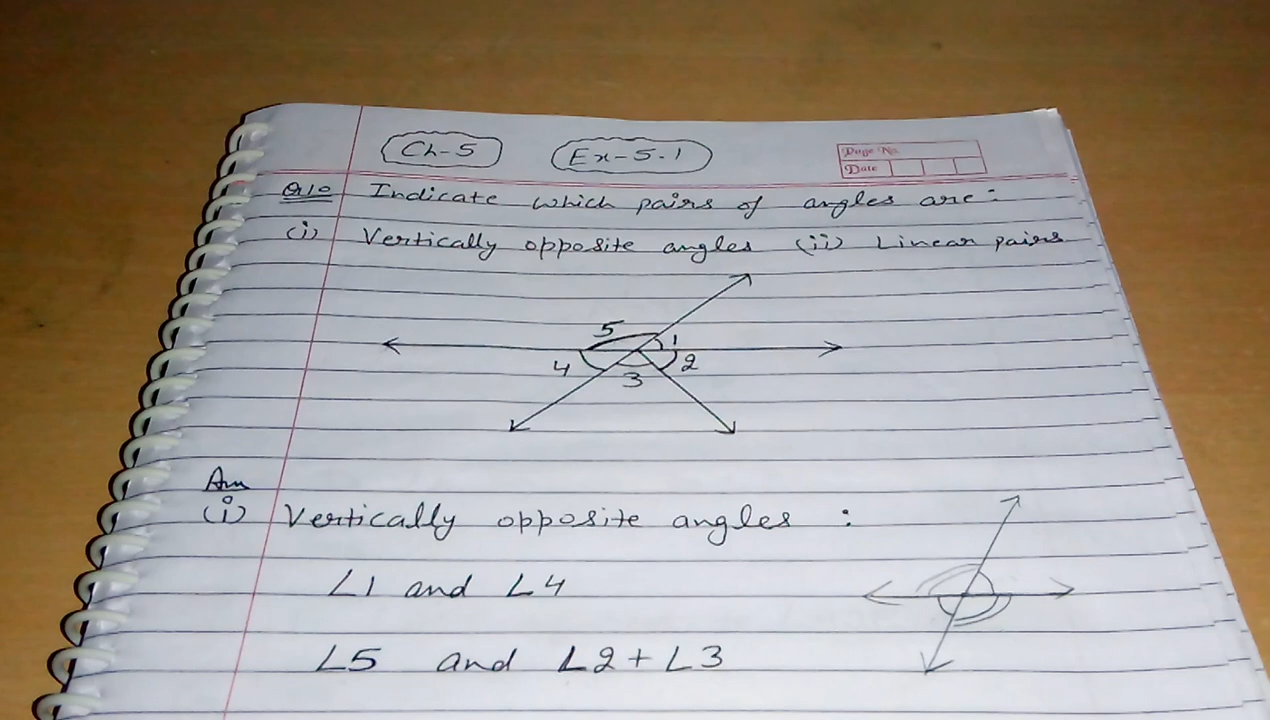 Ch-5 Ex-5.1
Page No.
Date
Q10 Indicate which pairs of angles are:
(i) Vertically opposite angles (ii) Linear pairs
5
1
4
2
3
Ans
(i) Vertically opposite angles :
∠1 and ∠4
∠5 and ∠2+∠3